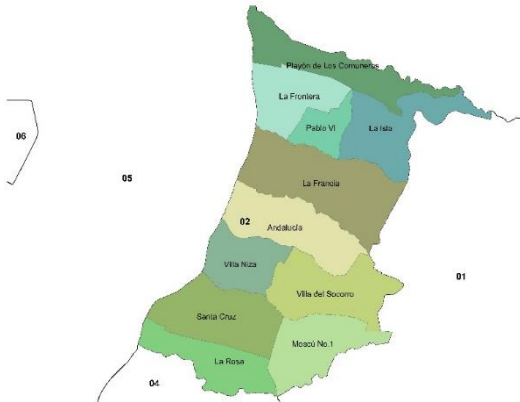 Playón de Los Comuneros
La Frontera
Pablo VI
La Isla
06
05
La Francia
02
Andalucía
Villa Niza
01
Villa del Socorro
Santa Cruz
Moscú No.1
La Rosa
04